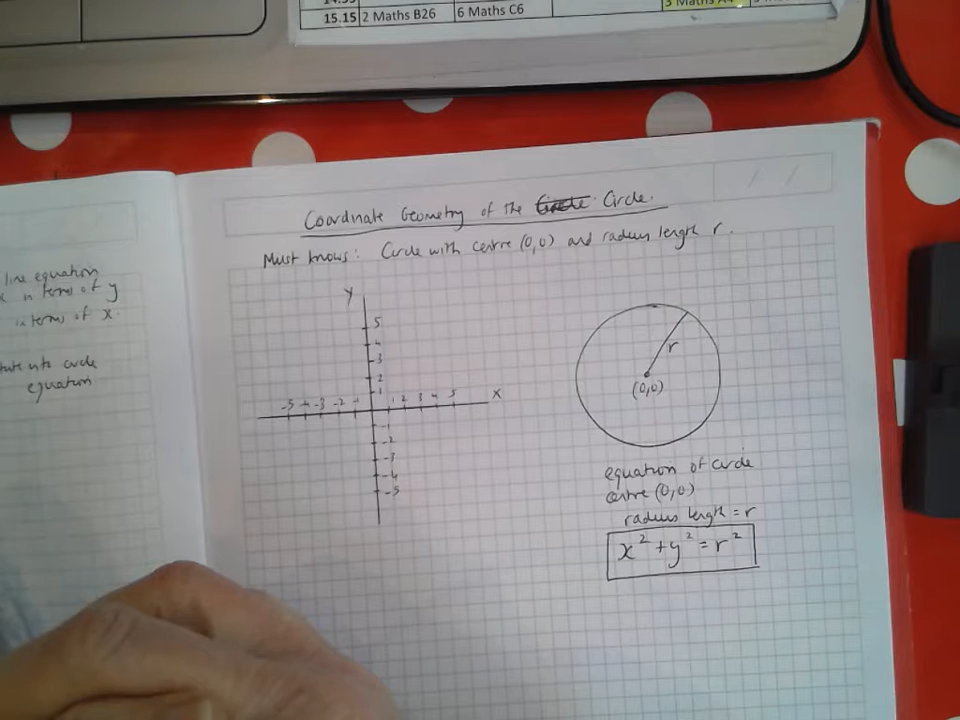 15.15 2 Maths B26 6 Maths C6
Coordinate Geometry of the Circle.
Must knows: Circle with centre (0,0) and radius length r.
line equation
in terms of y
in terms of x.
into circle
equation
y
5
4
3
2
1
-5 -4 -3 -2 -1 1 2 3 4 5 x
-1
-2
-3
-4
-5
r
(0,0)
equation of circle
centre (0,0)
radius length = r
x² + y² = r²